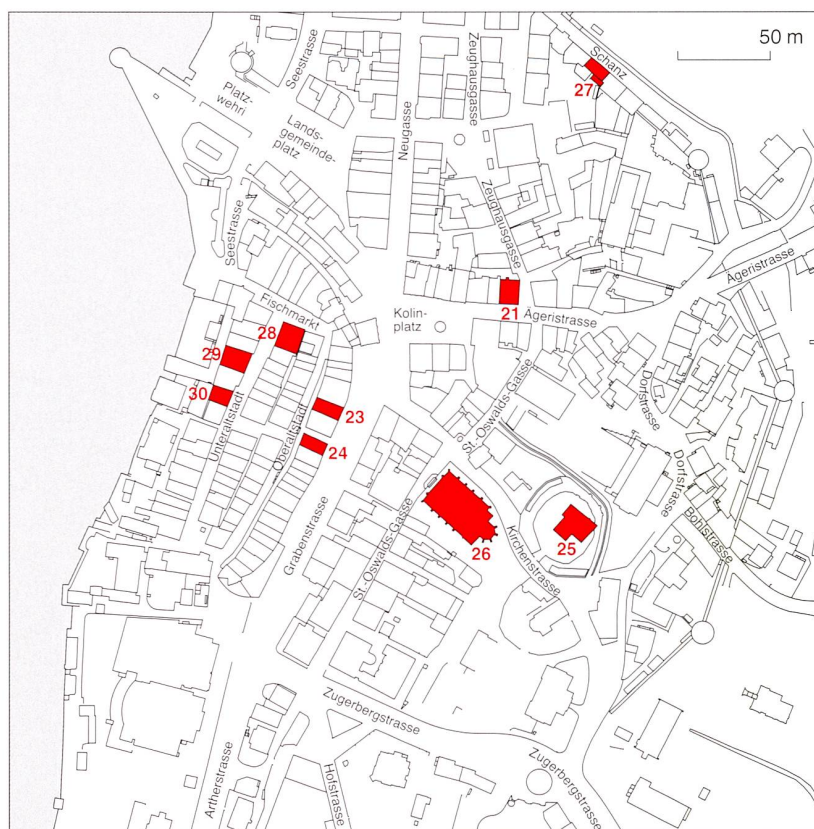 50 m
Schanz
27
Seestrasse
Zeughausgasse
Platz-
wehri
Lands-
gemeinde-
platz
Neugasse
Zeughausgasse
Seestrasse
Ägeristrasse
Fischmarkt
28
Kolin-
platz
21
Ägeristrasse
29
30
Unteraltstadt
Oberaltstadt
23
24
St.-Oswalds-Gasse
Dorfstrasse
Dorfstrasse
Bohlstrasse
Grabenstrasse
St.-Oswalds-Gasse
26
Kirchenstrasse
25
Zugerbergstrasse
Zugerbergstrasse
Artherstrasse
Hofstrasse